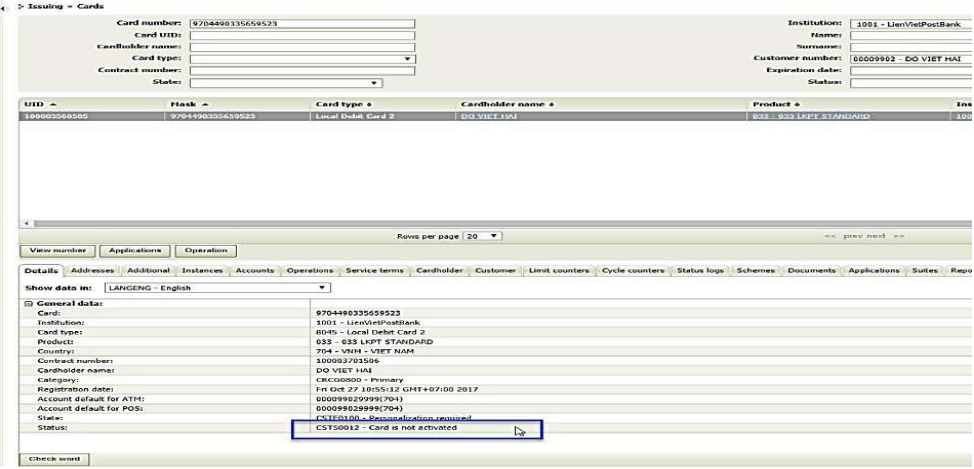 Issuing » Cards
Card number: 9704490335659523 Institution: 1001 - LienVietPostBank
Card UID: Name:
Cardholder name: Surname:
Card type: Customer number: 00009902 - DO VIET HAI
Contract number: Expiration date:
State: Status:
UID Mask Card type Cardholder name Product Ins
100003560505 9704490335659523 Local Debit Card 2 DO VIET HAI 033 - 033 LKPT STANDARD 100
Rows per page 20 << prev next >>
View number Applications Operation
Details Addresses Additional Instances Accounts Operations Service terms Cardholder Customer Limit counters Cycle counters Status logs Schemes Documents Applications Suites Repo
Show data in: LANGENG - English
General data:
Card: 9704490335659523
Institution: 1001 - LienVietPostBank
Card type: 8045 - Local Debit Card 2
Product: 033 - 033 LKPT STANDARD
Country: 704 - VNM - VIET NAM
Contract number: 100003701506
Cardholder name: DO VIET HAI
Category: CRCG0800 - Primary
Registration date: Fri Oct 27 10:55:12 GMT+07:00 2017
Account default for ATM: 000099029999(704)
Account default for POS: 000099029999(704)
State: CSTE0100 - Personalization required
Status: CSTS0012 - Card is not activated
Check word